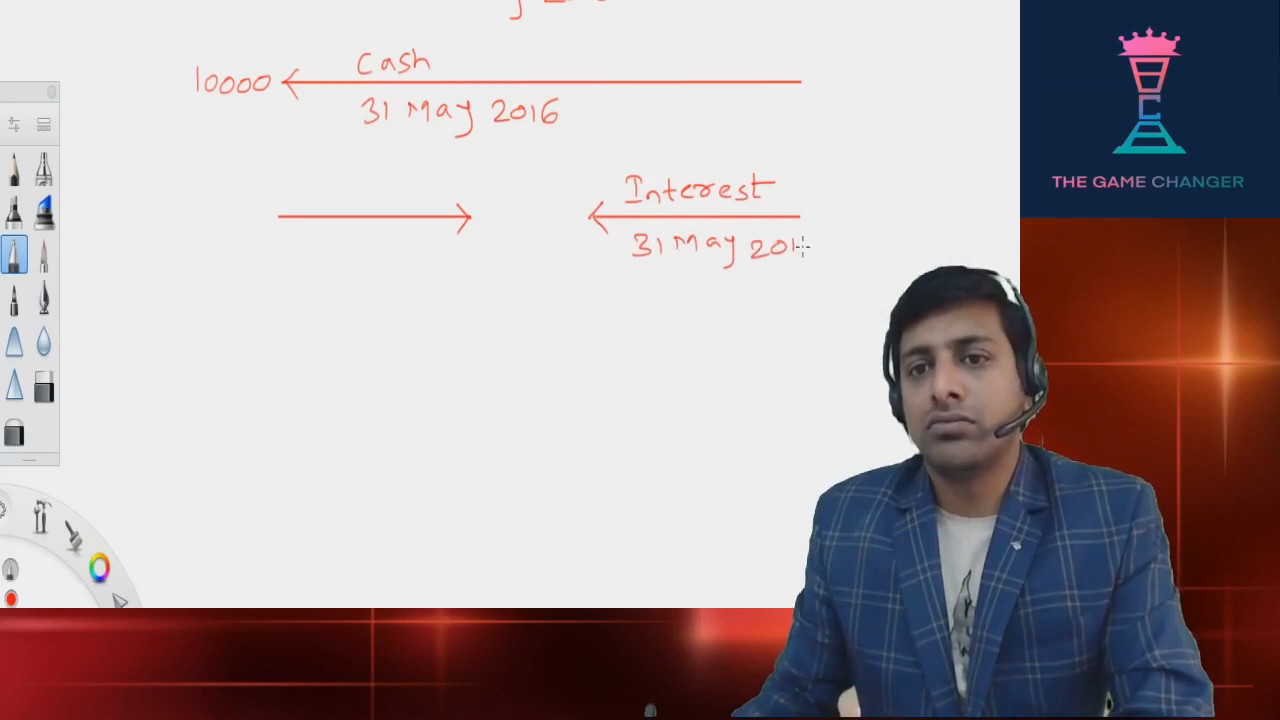 Cash
10000
31 May 2016
Interest
31 May 201
THE GAME CHANGER